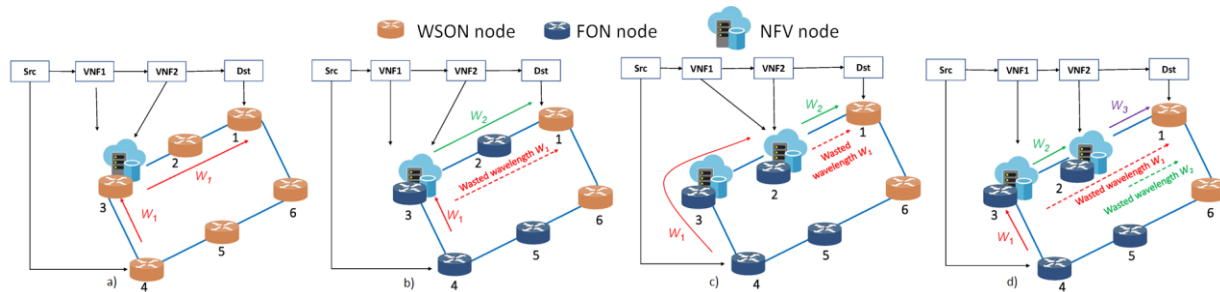 WSON node FON node NFV node
Src VNF1 VNF2 Dst
W1
W1
1
2
3
4
5
6
a)
Src VNF1 VNF2 Dst
W2
Wasted wavelength W1
W1
1
2
3
4
5
6
b)
Src VNF1 VNF2 Dst
W2
Wasted
wavelength W1
W1
1
2
3
4
5
6
c)
Src VNF1 VNF2 Dst
W3
W2
Wasted wavelength W1
Wasted wavelength W2
W1
1
2
3
4
5
6
d)